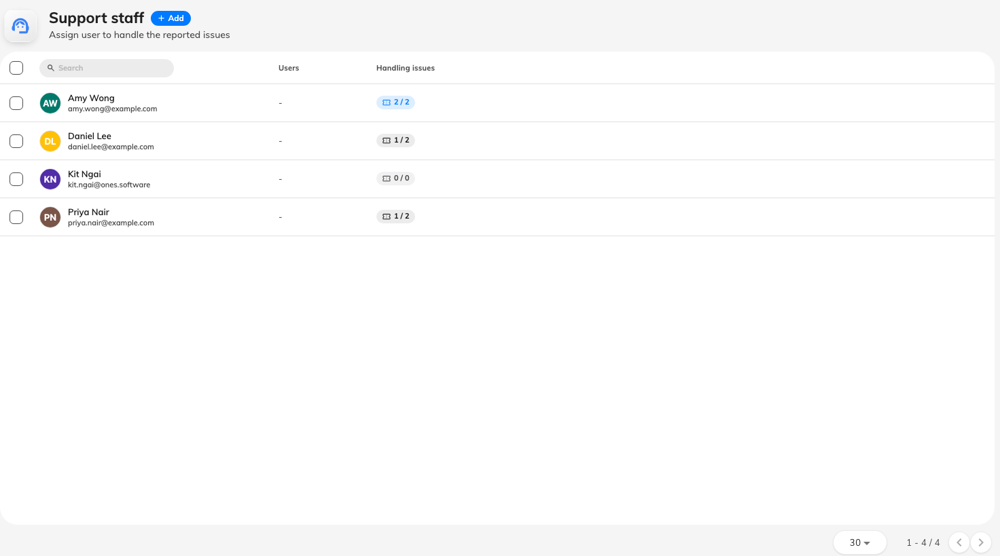 Support staff
+ Add
Assign user to handle the reported issues
Search
Users
Handling issues
AW
Amy Wong
amy.wong@example.com
-
2 / 2
DL
Daniel Lee
daniel.lee@example.com
-
1 / 2
KN
Kit Ngai
kit.ngai@ones.software
-
0 / 0
PN
Priya Nair
priya.nair@example.com
-
1 / 2
30
1 - 4 / 4